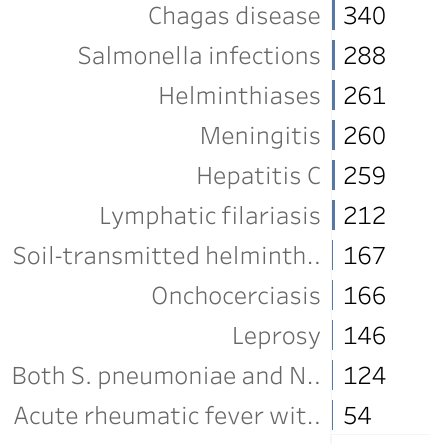 Chagas disease 340
Salmonella infections 288
Helminthiases 261
Meningitis 260
Hepatitis C 259
Lymphatic filariasis 212
Soil-transmitted helminth.. 167
Onchocerciasis 166
Leprosy 146
Both S. pneumoniae and N.. 124
Acute rheumatic fever wit.. 54